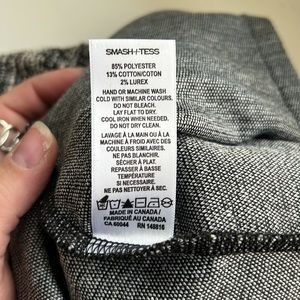 SMASH+TESS
85% POLYESTER
13% COTTON/COTON
2% LUREX
HAND OR MACHINE WASH
COLD WITH SIMILAR COLOURS.
DO NOT BLEACH.
LAY FLAT TO DRY.
COOL IRON WHEN NEEDED.
DO NOT DRY CLEAN.
LAVAGE À LA MAIN OU À LA
MACHINE À FROID AVEC DES
COULEURS SIMILAIRES.
NE PAS BLANCHIR.
SÉCHER À PLAT.
REPASSER À BASSE
TEMPÉRATURE
SI NÉCESSAIRE.
NE PAS NETTOYER À SEC.
MADE IN CANADA /
FABRIQUÉ AU CANADA
CA 60044 RN 148816